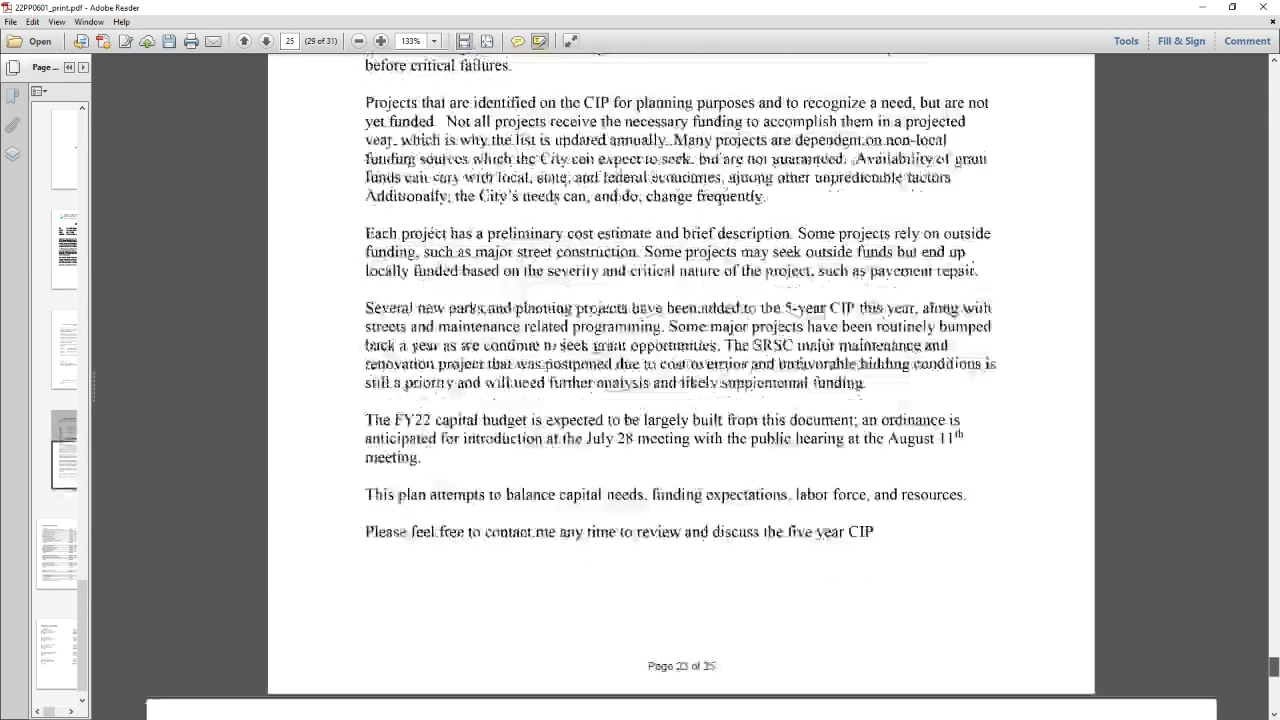 22PP0601_print.pdf - Adobe Reader
File Edit View Window Help
Open 25 (29 of 31) 133% Tools Fill & Sign Comment
Page ...
before critical failures.
Projects that are identified on the CIP for planning purposes and to recognize a need, but are not
yet funded. Not all projects receive the necessary funding to accomplish them in a projected
year, which is why the list is updated annually. Many projects are dependent on non-local
funding sources which the City can expect to seek, but are not guaranteed. Availability of grant
funds can vary with local, state, and federal economies, among other unpredictable factors
Additionally, the City's needs can, and do, change frequently.
Each project has a preliminary cost estimate and brief description. Some projects rely on outside
funding, such as major street construction. Some projects may seek outside funds but end up
locally funded based on the severity and critical nature of the project, such as pavement repair.
Several new parks and planning projects have been added to the 5-year CIP this year, along with
streets and maintenance related programming. Some major projects have been routinely bumped
back a year as we continue to seek grant opportunities. The major maintenance and
renovation project that was postponed due to cost overruns and unfavorable bidding conditions is
still a priority and will need further analysis and likely supplemental funding.
The FY22 capital budget is expected to be largely built from this document; an ordinance is
anticipated for introduction at the July 28 meeting with the public hearing at the August 11th
meeting.
This plan attempts to balance capital needs, funding expectations, labor force, and resources.
Please feel free to contact me any time to review and discuss the five year CIP
Page 23 of 25